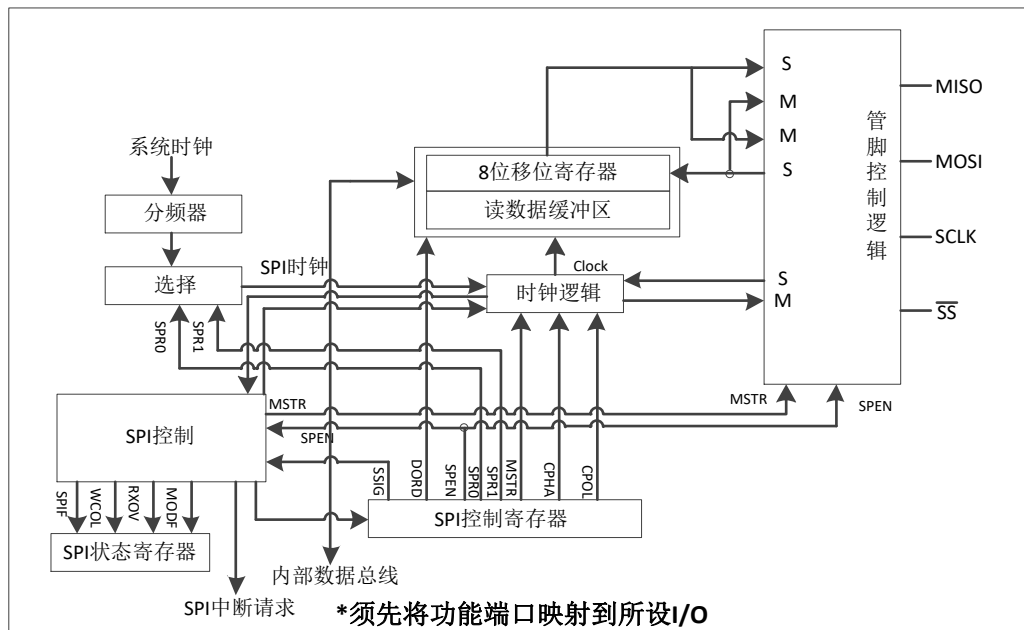 S
M
MISO
系统时钟
M
8位移位寄存器
S
MOSI
管脚控制逻辑
分频器
读数据缓冲区
SCLK
SPI时钟
Clock
选择
时钟逻辑
S
M
SS
SPR0
SPR1
MSTR
MSTR
SPEN
SPI控制
SPEN
SSIG
DORD
SPEN
SPR0
SPR1
MSTR
CPHA
CPOL
SPIF
WCOL
RXOV
MODF
SPI控制寄存器
SPI状态寄存器
内部数据总线
SPI中断请求
*须先将功能端口映射到所设I/O